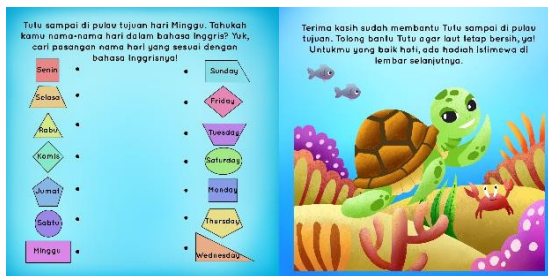 Tutu sampai di pulau tujuan hari Minggu. Tahukah
kamu nama-nama hari dalam bahasa Inggris? Yuk,
cari pasangan nama hari yang sesuai dengan
bahasa Inggrisnya!
Senin
Sunday
Selasa
Friday
Rabu
Tuesday
Kamis
Saturday
Jumat
Monday
Sabtu
Thursday
Minggu
Wednesday
Terima kasih sudah membantu Tutu sampai di pulau
tujuan. Tolong bantu Tutu agar laut tetap bersih, ya!
Untukmu yang baik hati, ada hadiah istimewa di
lembar selanjutnya.